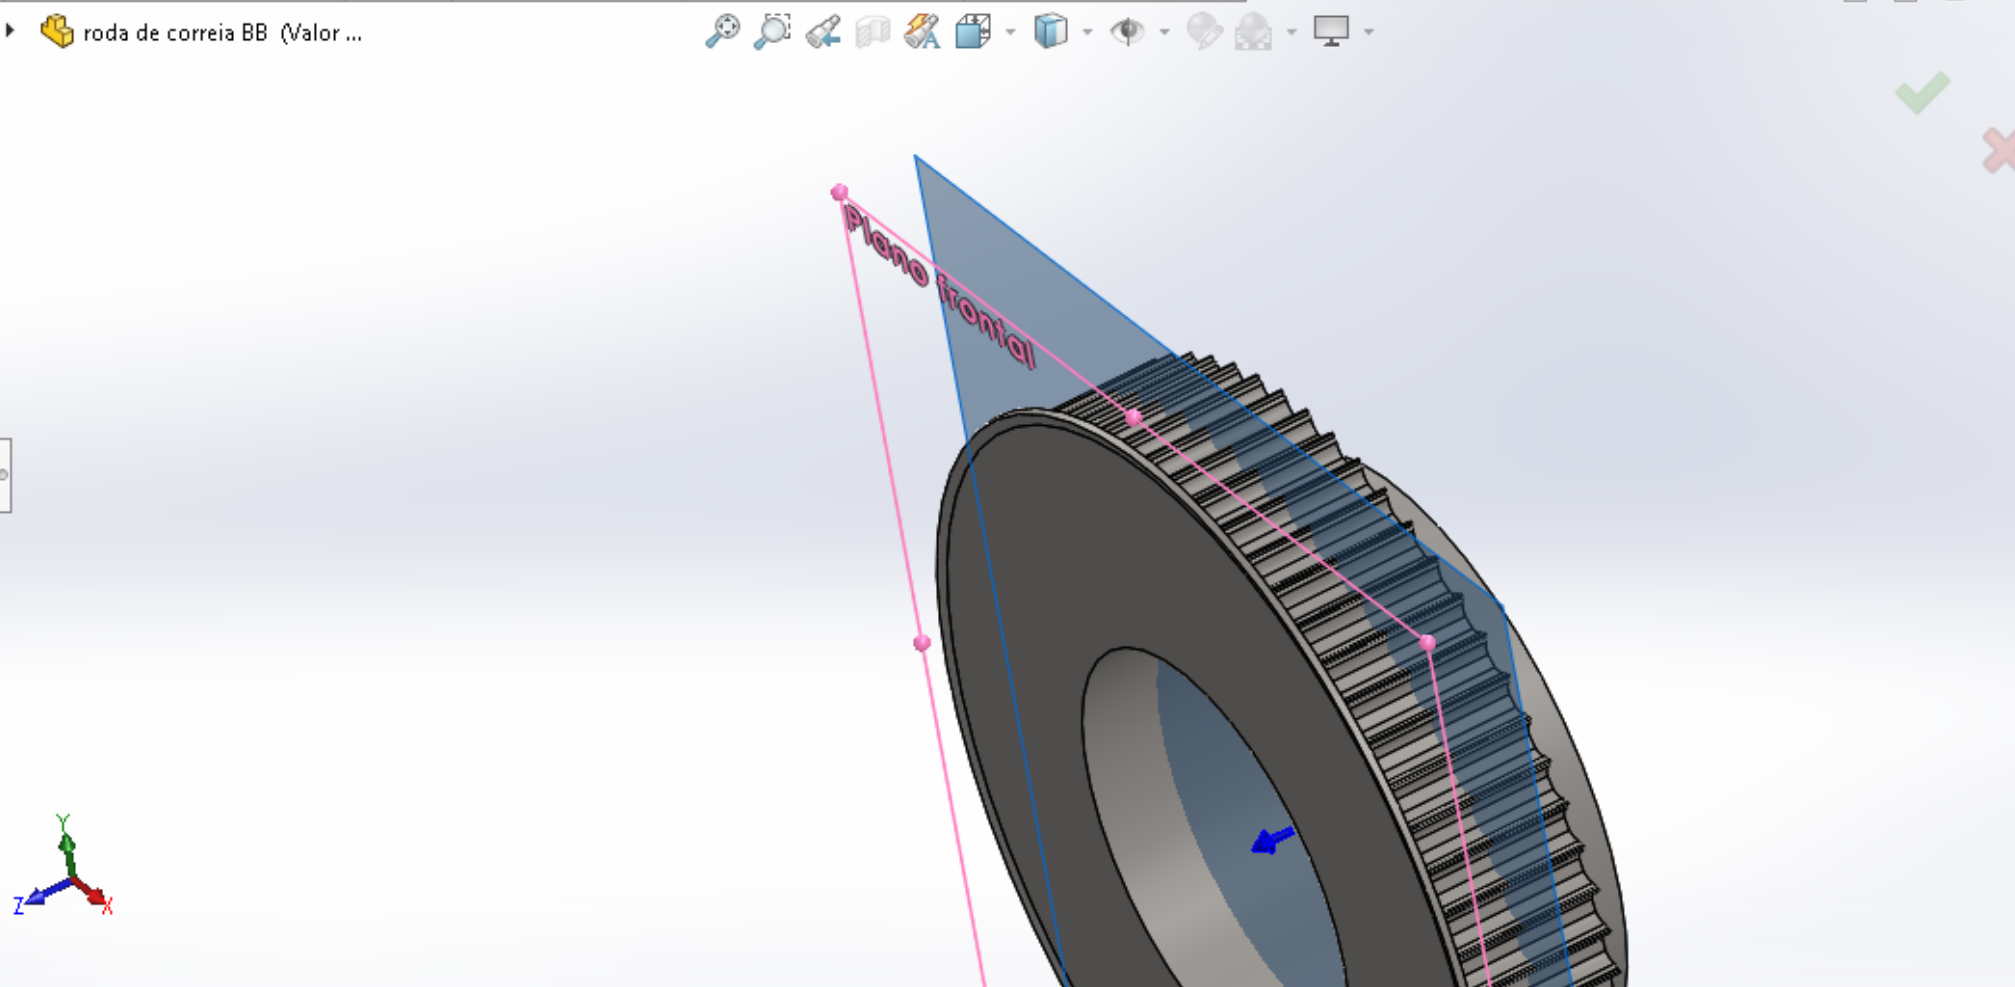 roda de correia BB (Valor ...
Plano frontal
Y
Z
X